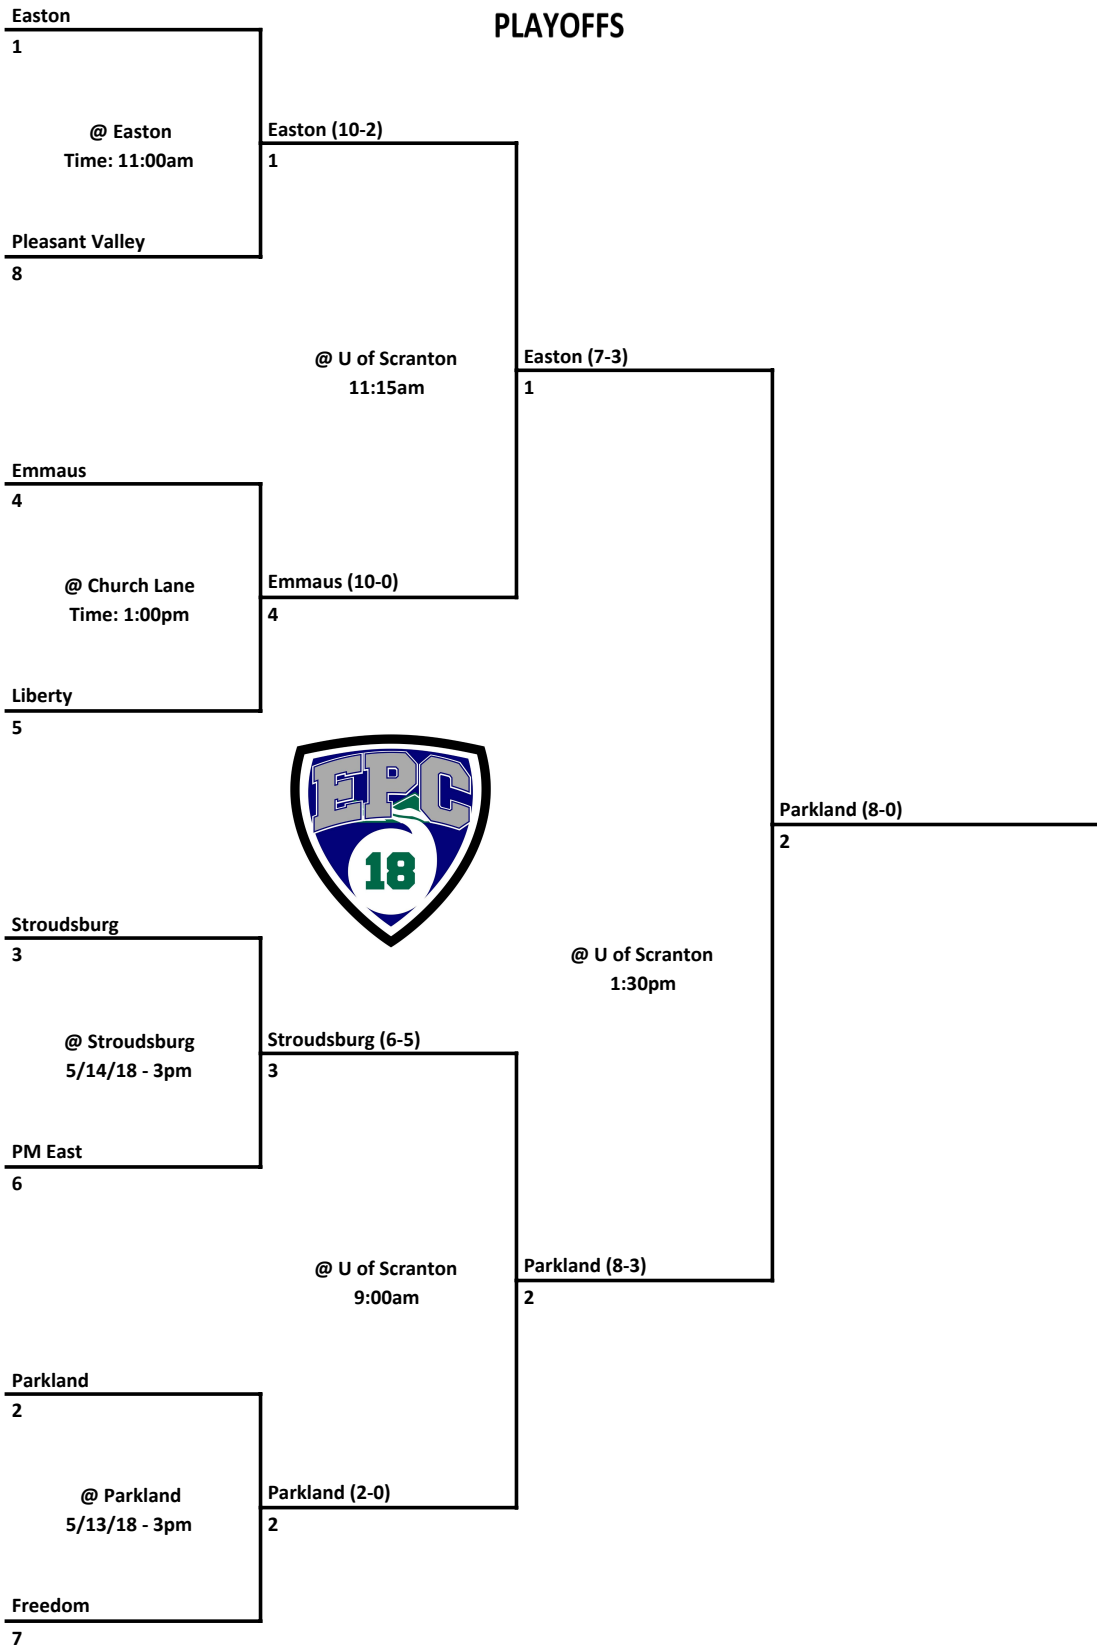 PLAYOFFS
Easton
1
@ Easton
Time: 11:00am
Pleasant Valley
8
Easton (10-2)
1
@ U of Scranton
11:15am
Easton (7-3)
1
Emmaus
4
@ Church Lane
Time: 1:00pm
Emmaus (10-0)
4
Liberty
5
EPC
18
Parkland (8-0)
2
@ U of Scranton
1:30pm
Stroudsburg
3
@ Stroudsburg
5/14/18 - 3pm
Stroudsburg (6-5)
3
PM East
6
@ U of Scranton
9:00am
Parkland (8-3)
2
Parkland
2
@ Parkland
5/13/18 - 3pm
Parkland (2-0)
2
Freedom
7